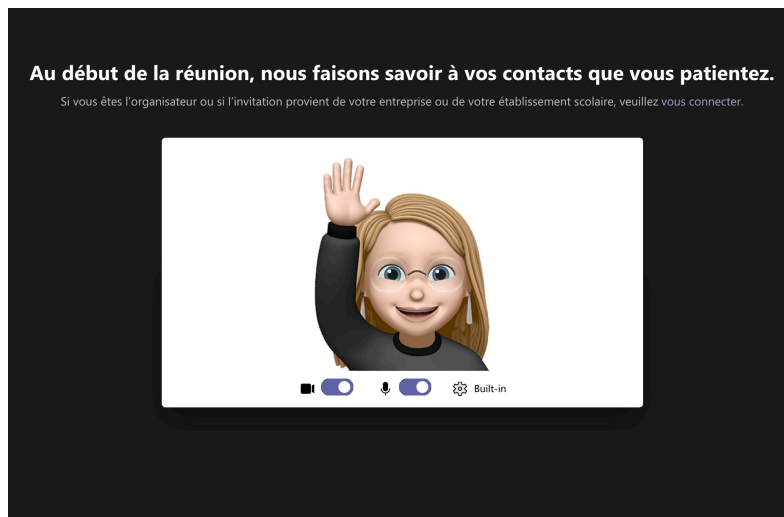 Au début de la réunion, nous faisons savoir à vos contacts que vous patientez.
Si vous êtes l'organisateur ou si l'invitation provient de votre entreprise ou de votre établissement scolaire, veuillez vous connecter.
Built-in